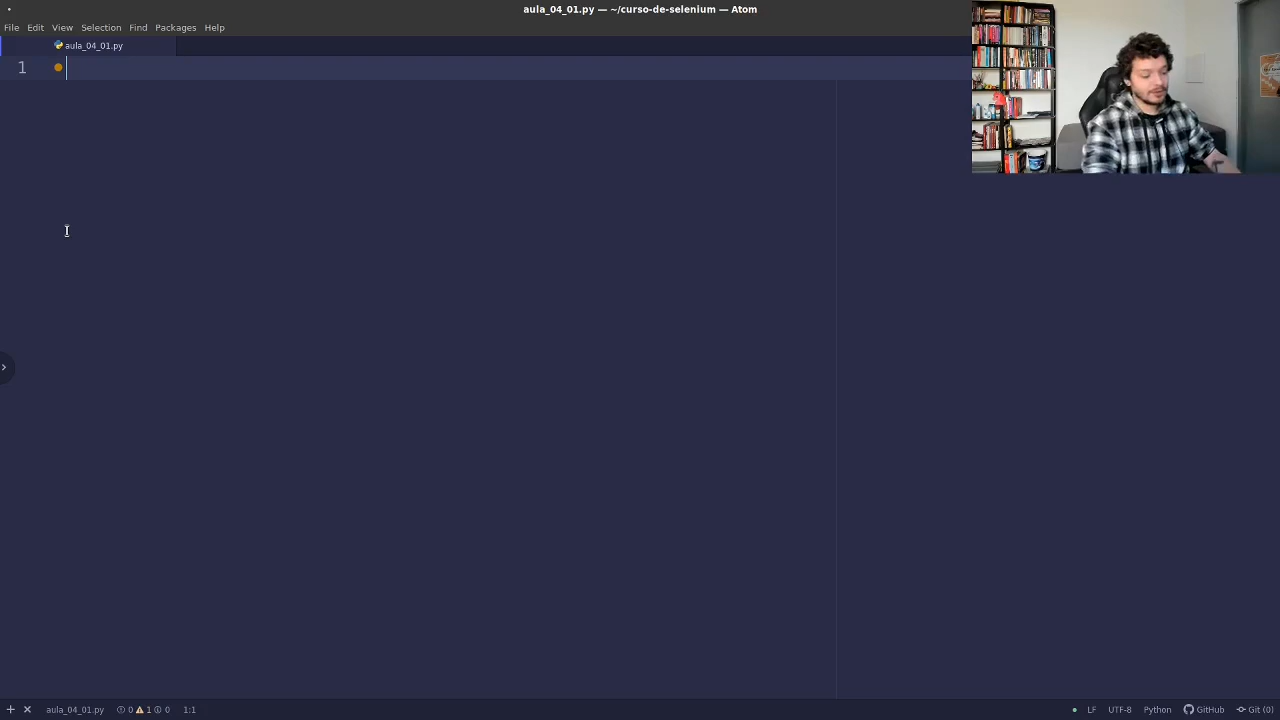 aula_04_01.py — ~/curso-de-selenium — Atom
File Edit View Selection Find Packages Help
aula_04_01.py
1
aula_04_01.py 0 1 0 1:1 LF UTF-8 Python GitHub Git (0)